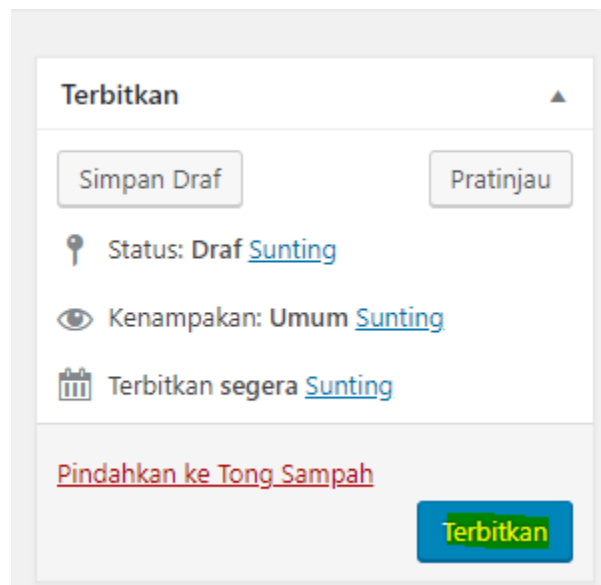 Terbitkan
Simpan Draf Pratinjau
Status: Draf Sunting
Kenampakan: Umum Sunting
Terbitkan segera Sunting
Pindahkan ke Tong Sampah
Terbitkan